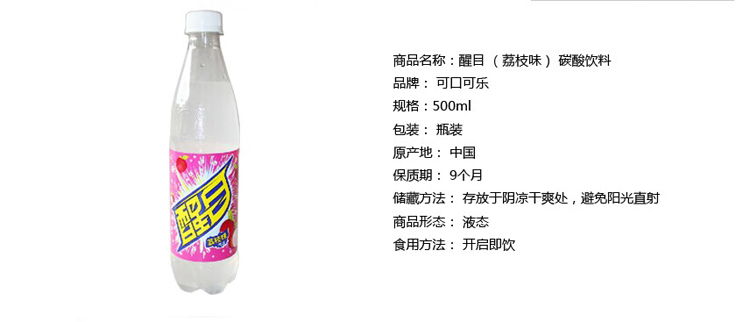 醒目
荔枝味
商品名称：醒目（荔枝味）碳酸饮料
品牌： 可口可乐
规格：500ml
包装： 瓶装
原产地： 中国
保质期： 9个月
储藏方法： 存放于阴凉干爽处，避免阳光直射
商品形态： 液态
食用方法： 开启即饮